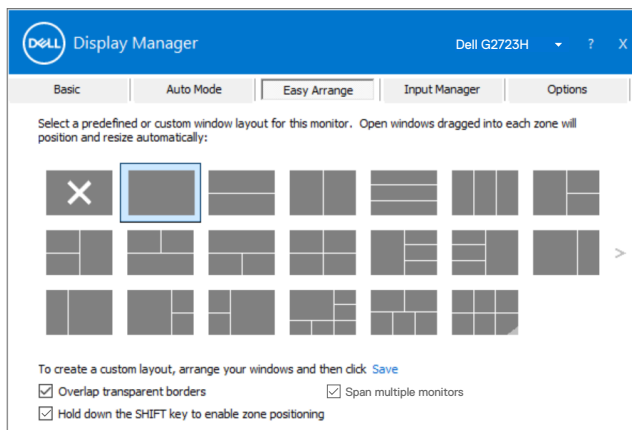 DELL Display Manager Dell G2723H ? X
Basic Auto Mode Easy Arrange Input Manager Options
Select a predefined or custom window layout for this monitor. Open windows dragged into each zone will
position and resize automatically:
>
To create a custom layout, arrange your windows and then click Save
Overlap transparent borders Span multiple monitors
Hold down the SHIFT key to enable zone positioning